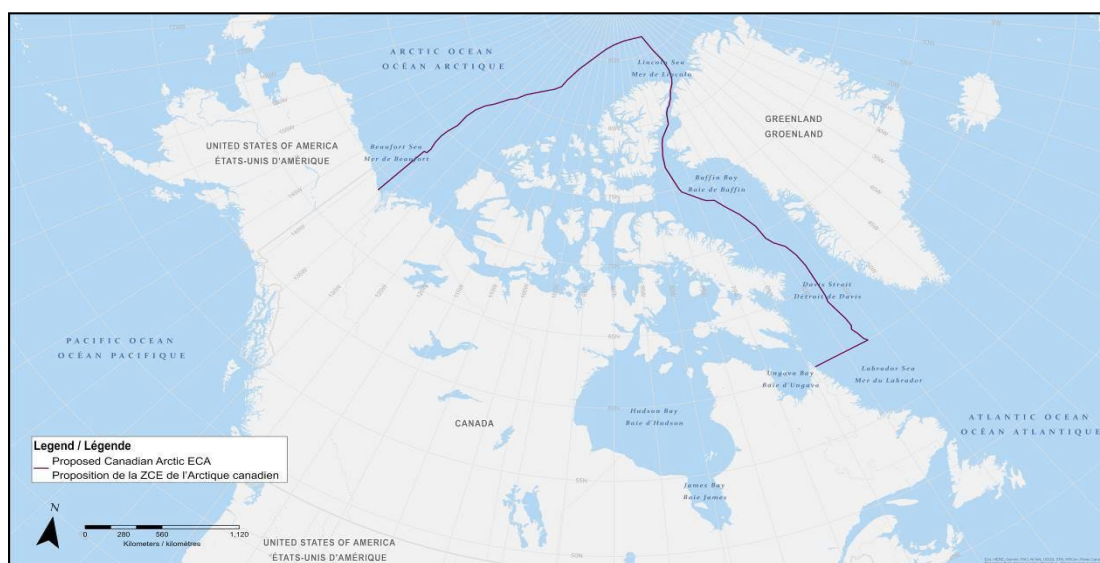 ARCTIC OCEAN
OCÉAN ARCTIQUE
Lincoln Sea
Mer de Lincoln
GREENLAND
GROENLAND
UNITED STATES OF AMERICA
ÉTATS-UNIS D'AMÉRIQUE
Beaufort Sea
Mer de Beaufort
Baffin Bay
Baie de Baffin
Davis Strait
Détroit de Davis
PACIFIC OCEAN
OCÉAN PACIFIQUE
Ungava Bay
Baie d'Ungava
Labrador Sea
Mer du Labrador
Hudson Bay
Baie d'Hudson
CANADA
ATLANTIC OCEAN
OCÉAN ATLANTIQUE
James Bay
Baie James
Legend / Légende
Proposed Canadian Arctic ECA
Proposition de la ZCE de l'Arctique canadien
N
0 280 560 1,120
Kilometers / kilomètres
55N
50N
UNITED STATES OF AMERICA
ÉTATS-UNIS D'AMÉRIQUE